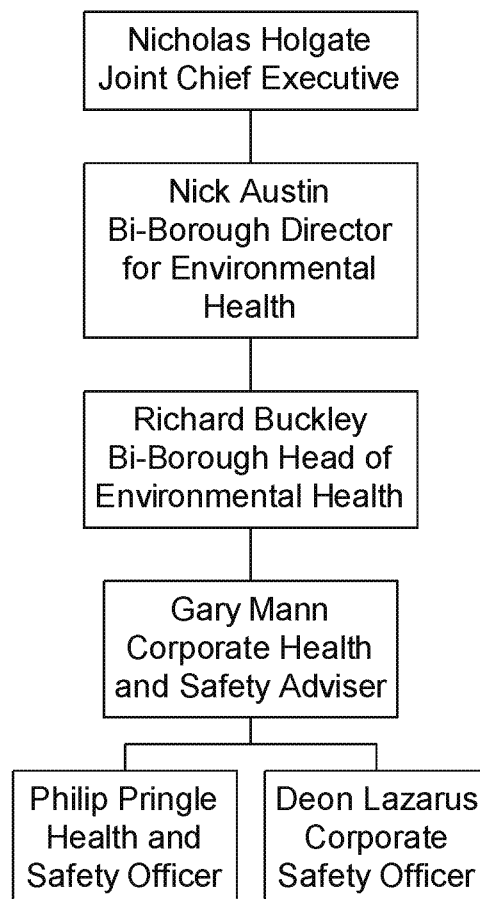 Nicholas Holgate
Joint Chief Executive
Nick Austin
Bi-Borough Director
for Environmental
Health
Richard Buckley
Bi-Borough Head of
Environmental Health
Gary Mann
Corporate Health
and Safety Adviser
Philip Pringle
Health and
Safety Officer
Deon Lazarus
Corporate
Safety Officer